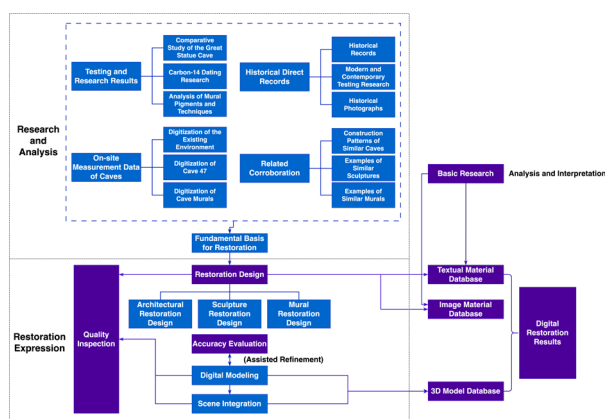 Comparative
Study of the Great
Statue Cave
Testing and
Research Results
Carbon-14 Dating
Research
Analysis of Mural
Pigments and
Techniques
Historical Direct
Records
Historical
Records
Modern and
Contemporary
Testing Research
Historical
Photographs
Research
and
Analysis
On-site
Measurement Data
of Caves
Digitization of the
Existing
Environment
Digitization of
Cave 47
Digitization of
Cave Murals
Related
Corroboration
Construction
Patterns of
Similar Caves
Examples of
Similar
Sculptures
Examples of
Similar Murals
Basic Research
Analysis and Interpretation
Fundamental Basis
for Restoration
Restoration Design
Textual Material
Database
Architectural
Restoration
Design
Sculpture
Restoration
Design
Mural
Restoration
Design
Image Material
Database
Restoration
Expression
Quality
Inspection
Digital
Restoration
Results
Accuracy Evaluation
(Assisted Refinement)
Digital Modeling
3D Model Database
Scene Integration